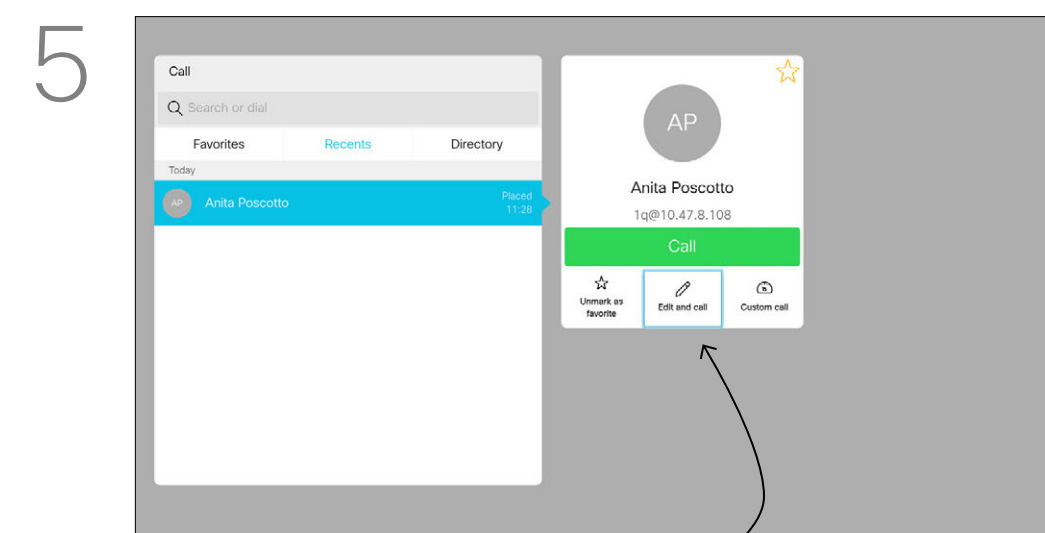 5
Call
Search or dial
Favorites Recents Directory
Today
AP Anita Poscotto Placed
11:28
AP
Anita Poscotto
1q@10.47.8.108
Call
Unmark as
favorite
Edit and call
Custom call